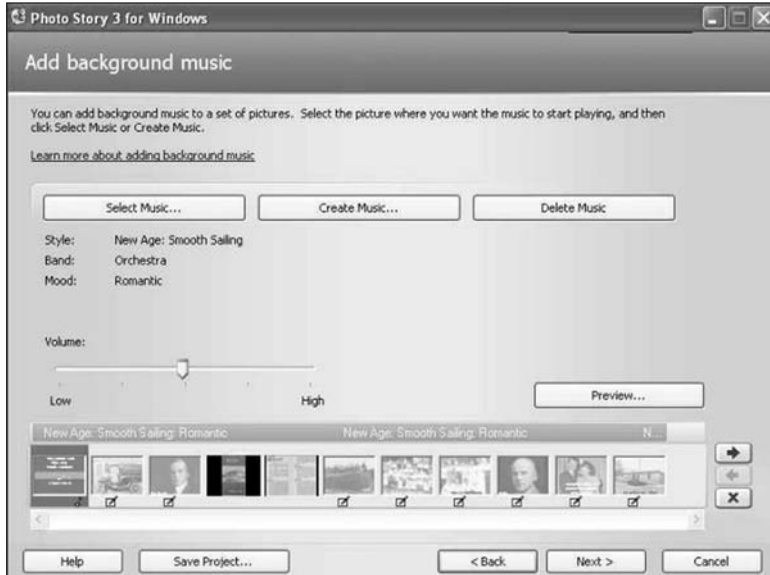 Photo Story 3 for Windows
Add background music
You can add background music to a set of pictures. Select the picture where you want the music to start playing, and then
click Select Music or Create Music.
Learn more about adding background music
Select Music... Create Music... Delete Music
Style: New Age: Smooth Sailing
Band: Orchestra
Mood: Romantic
Volume:
Low High
Preview...
New Age: Smooth Sailing: Romantic New Age: Smooth Sailing: Romantic N...
Help Save Project... < Back Next > Cancel